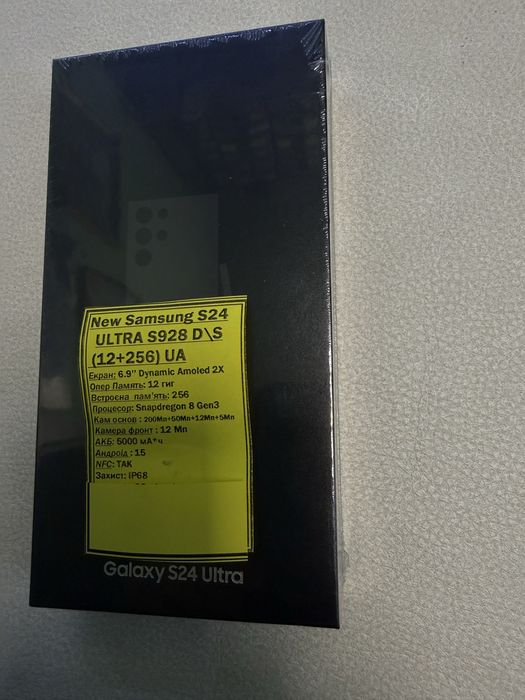 New Samsung S24
ULTRA S928 D\S
(12+256) UA
Екран: 6.9" Dynamic Amoled 2X
Опер Память: 12 гиг
Встроєна пам'ять: 256
Процесор: Snapdregon 8 Gen3
Кам основ : 200Мп+50Мп+12Мп+5Мп
Камера фронт : 12 Мп
АКБ: 5000 мА*ч
Андроід : 15
NFC: ТАК
Захист: IP68
Galaxy S24 Ultra